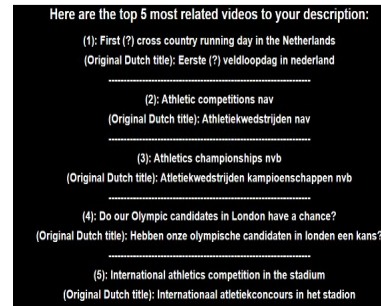 Here are the top 5 most related videos to your description:
(1): First (?) cross country running day in the Netherlands
(Original Dutch title): Eerste (?) veldloopdag in nederland
----------------------------------------------------------------
(2): Athletic competitions nav
(Original Dutch title): Athletiekwedstrijden nav
----------------------------------------------------------------
(3): Athletics championships nvb
(Original Dutch title): Atletiekwedstrijden kampioenschappen nvb
----------------------------------------------------------------
(4): Do our Olympic candidates in London have a chance?
(Original Dutch title): Hebben onze olympische candidaten in londen een kans?
----------------------------------------------------------------
(5): International athletics competition in the stadium
(Original Dutch title): Internationaal atletiekconcours in het stadion